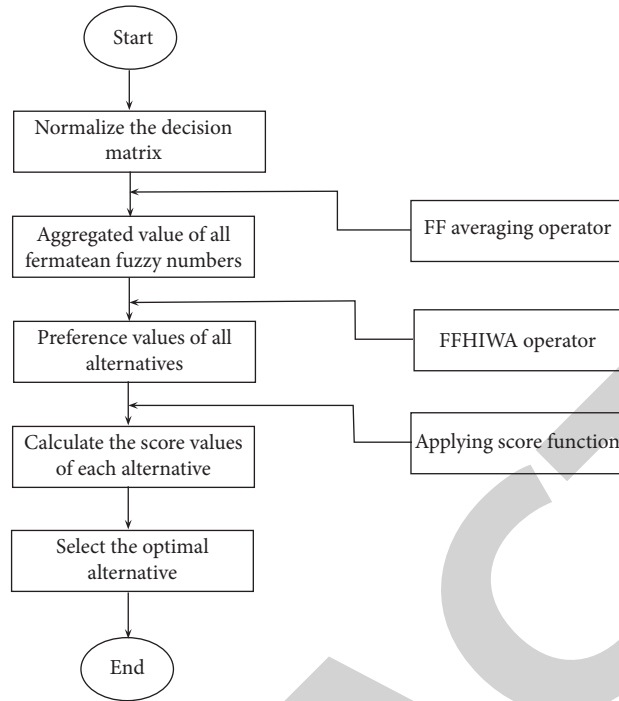 Start
Normalize the decision
matrix
FF averaging operator
Aggregated value of all
fermatean fuzzy numbers
FFHIWA operator
Preference values of all
alternatives
Applying score function
Calculate the score values
of each alternative
Select the optimal
alternative
End